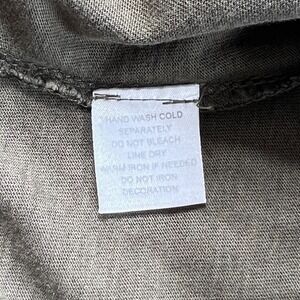 HAND WASH COLD
SEPARATELY
DO NOT BLEACH
LINE DRY
WARM IRON IF NEEDED
DO NOT IRON
DECORATION